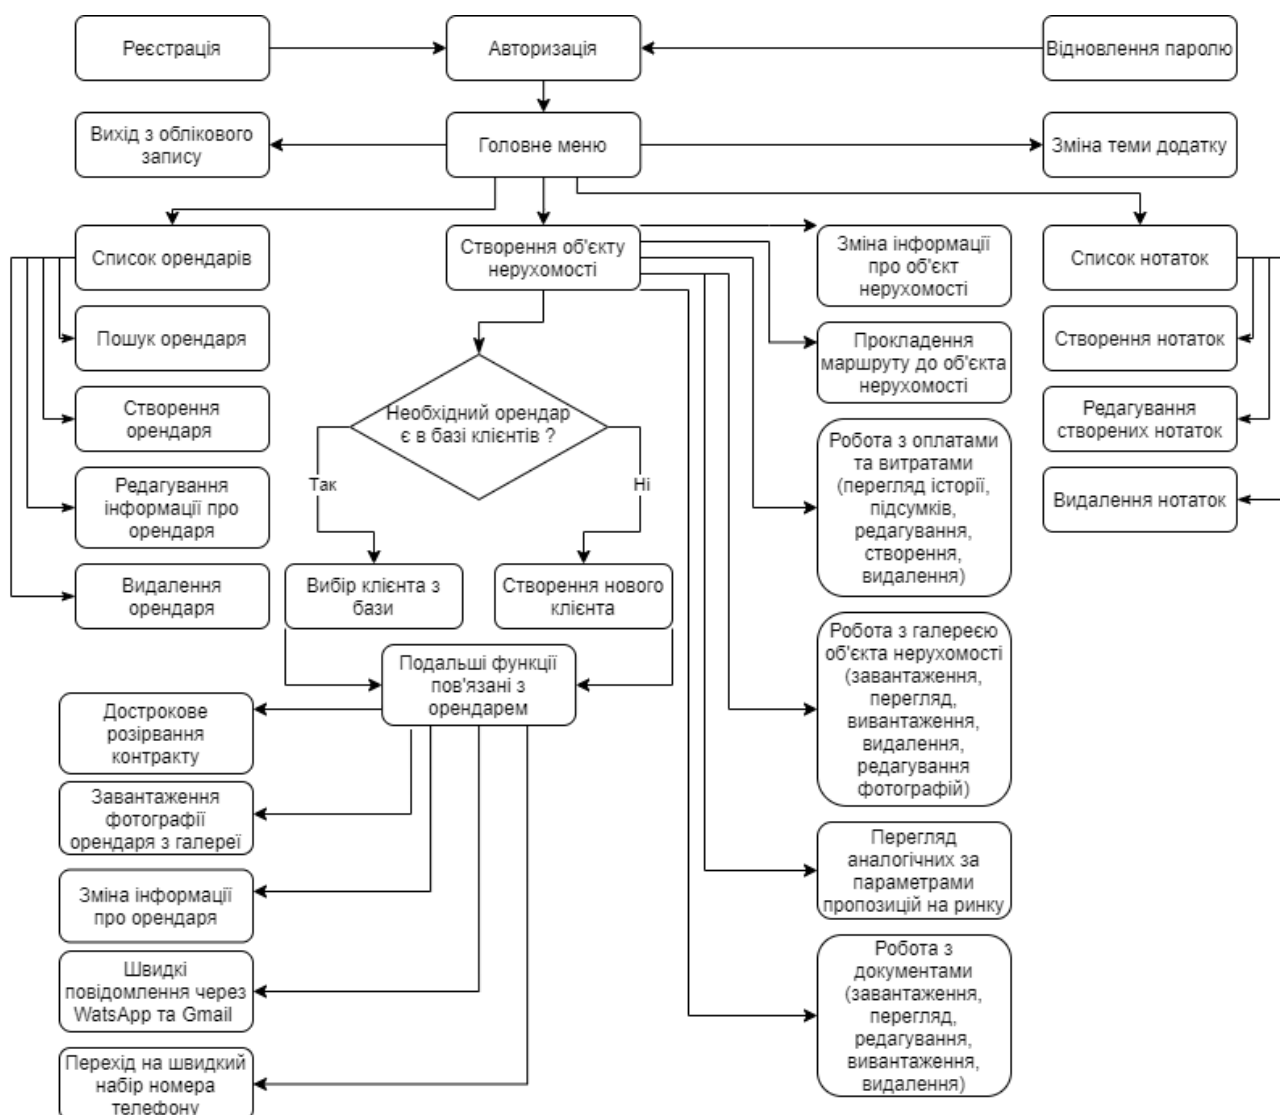 Реєстрація
Авторизація
Відновлення паролю
Вихід з облікового
запису
Головне меню
Зміна теми додатку
Список орендарів
Створення об'єкту
нерухомості
Зміна інформації
про об'єкт
нерухомості
Список нотаток
Пошук орендаря
Прокладення
маршруту до об'єкта
нерухомості
Створення нотаток
Створення
орендаря
Необхідний орендар
є в базі клієнтів ?
Редагування
створених нотаток
Так
Ні
Робота з оплатами
та витратами
(перегляд історії,
підсумків,
редагування,
створення,
видалення)
Редагування
інформації про
орендаря
Видалення нотаток
Видалення
орендаря
Вибір клієнта з
бази
Створення нового
клієнта
Робота з галереєю
об'єкта нерухомості
(завантаження,
перегляд,
вивантаження,
видалення,
редагування
фотографій)
Подальші функції
пов'язані з
орендарем
Дострокове
розірвання
контракту
Завантаження
фотографії
орендаря з галереї
Перегляд
аналогічних за
параметрами
пропозицій на ринку
Зміна інформації
про орендаря
Швидкі
повідомлення через
WatsApp та Gmail
Робота з
документами
(завантаження,
перегляд,
редагування,
вивантаження,
видалення)
Перехід на швидкий
набір номера
телефону